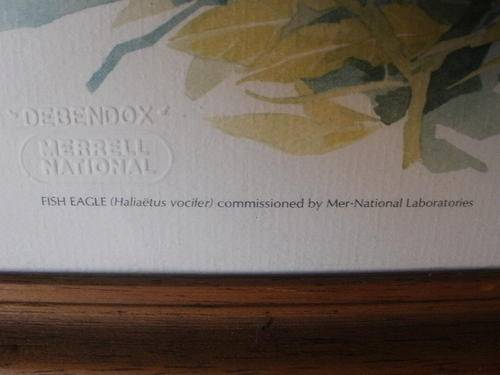 "DEBENDOX"
MERRELL
NATIONAL
FISH EAGLE (Haliaëtus vocifer) commissioned by Mer-National Laboratories